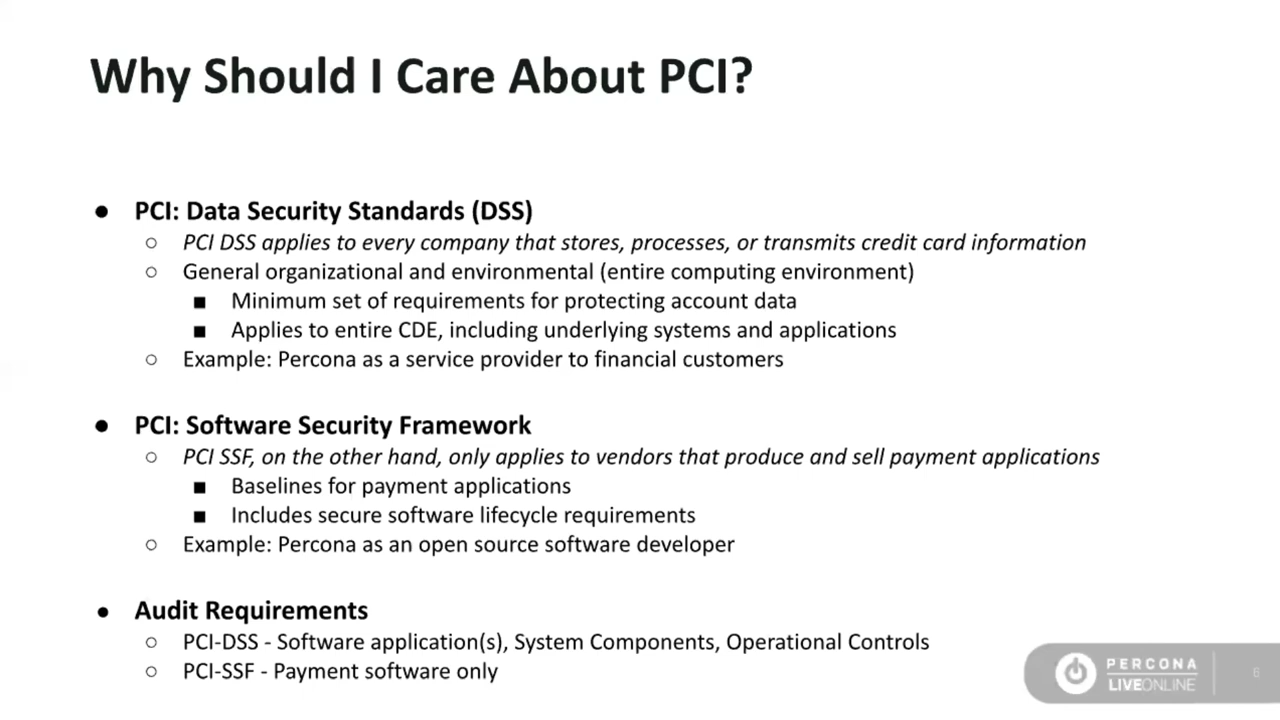 Why Should I Care About PCI?
● PCI: Data Security Standards (DSS)
○ PCI DSS applies to every company that stores, processes, or transmits credit card information
○ General organizational and environmental (entire computing environment)
■ Minimum set of requirements for protecting account data
■ Applies to entire CDE, including underlying systems and applications
○ Example: Percona as a service provider to financial customers
● PCI: Software Security Framework
○ PCI SSF, on the other hand, only applies to vendors that produce and sell payment applications
■ Baselines for payment applications
■ Includes secure software lifecycle requirements
○ Example: Percona as an open source software developer
● Audit Requirements
○ PCI-DSS - Software application(s), System Components, Operational Controls
○ PCI-SSF - Payment software only
PERCONA
LIVEONLINE
6